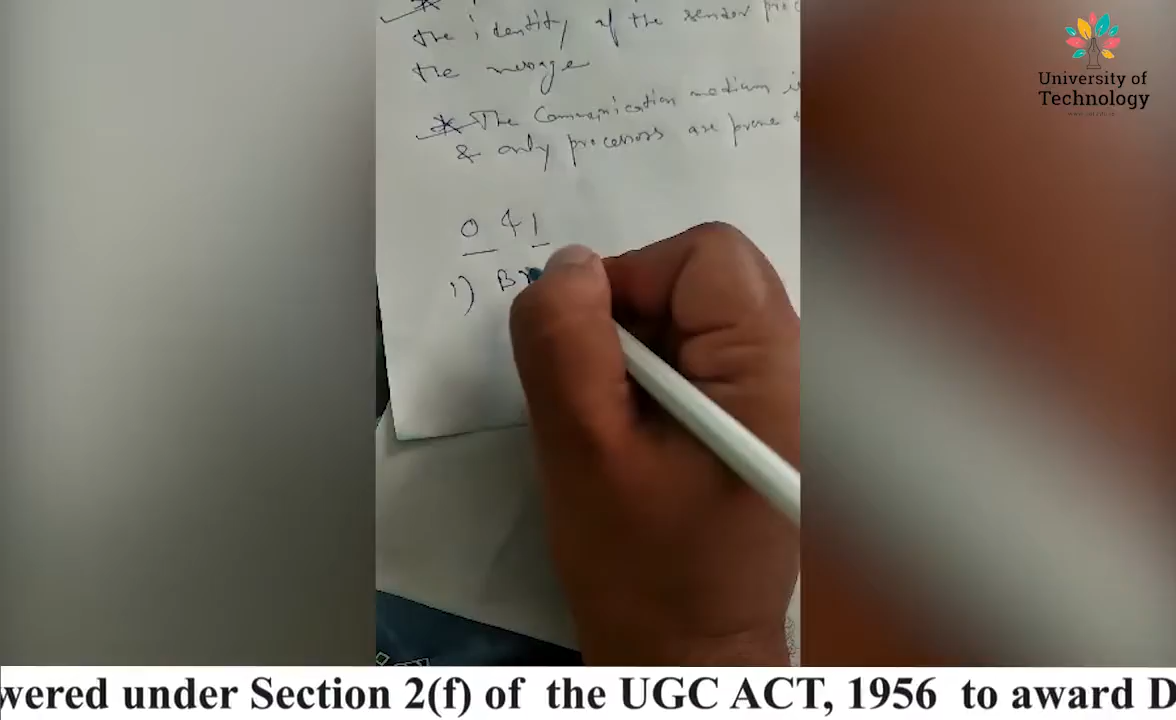 the identity of the sender
the message
* The Communication medium
& only processors are prone
0 & 1
1) B
University of
Technology
wered under Section 2(f) of the UGC ACT, 1956 to award D